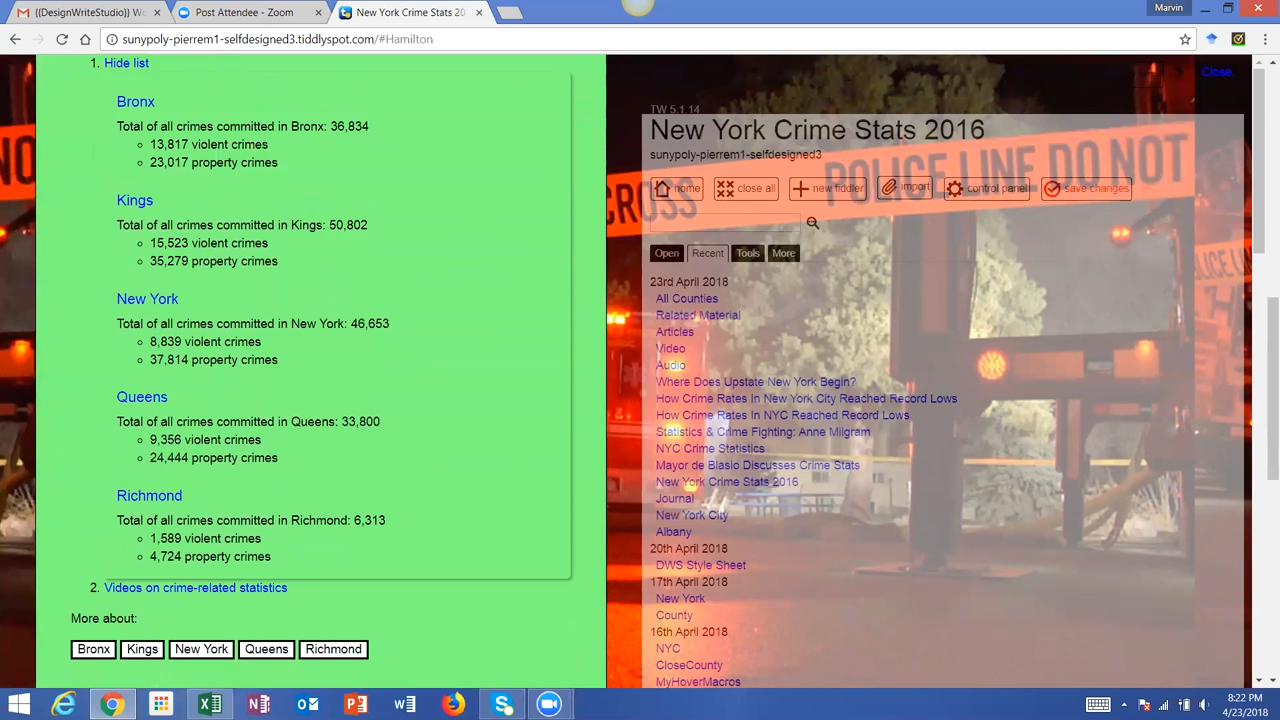 {{DesignWriteStudio}} Wo
Post Attendee - Zoom
New York Crime Stats 20
Marvin
sunypoly-pierrem1-selfdesigned3.tiddlyspot.com/#Hamilton
1. Hide list
Bronx
Total of all crimes committed in Bronx: 36,834
13,817 violent crimes
23,017 property crimes
Kings
Total of all crimes committed in Kings: 50,802
15,523 violent crimes
35,279 property crimes
New York
Total of all crimes committed in New York: 46,653
8,839 violent crimes
37,814 property crimes
Queens
Total of all crimes committed in Queens: 33,800
9,356 violent crimes
24,444 property crimes
Richmond
Total of all crimes committed in Richmond: 6,313
1,589 violent crimes
4,724 property crimes
2. Videos on crime-related statistics
More about:
Bronx Kings New York Queens Richmond
Close
TW 5.1.14
New York Crime Stats 2016
sunypoly-pierrem1-selfdesigned3
POLICE LINE DO NOT
CROSS
POLICE LINE
home close all new tiddler import control panel save changes
Open Recent Tools More
23rd April 2018
All Counties
Related Material
Articles
Video
Audio
Where Does Upstate New York Begin?
How Crime Rates In New York City Reached Record Lows
How Crime Rates In NYC Reached Record Lows
Statistics & Crime Fighting: Anne Milgram
NYC Crime Statistics
Mayor de Blasio Discusses Crime Stats
New York Crime Stats 2016
Journal
New York City
Albany
20th April 2018
DWS Style Sheet
17th April 2018
New York
County
16th April 2018
NYC
CloseCounty
MyHoverMacros
8:22 PM
4/23/2018